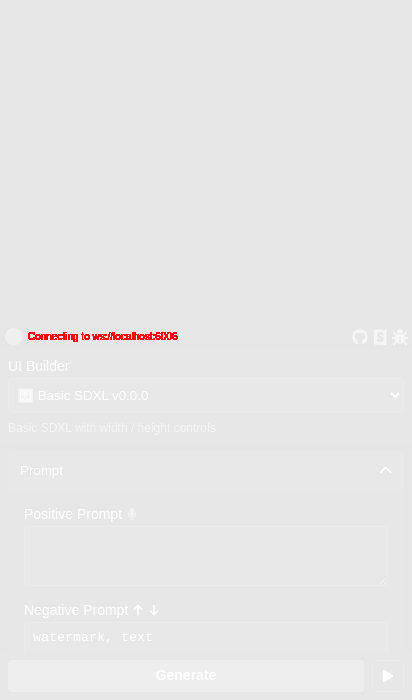 Connecting to ws://localhost:
UI Builder
Basic SDXL v0.0.0
Basic SDXL with width / height controls
Prompt
Positive Prompt
Negative Prompt
watermark, text
Generate